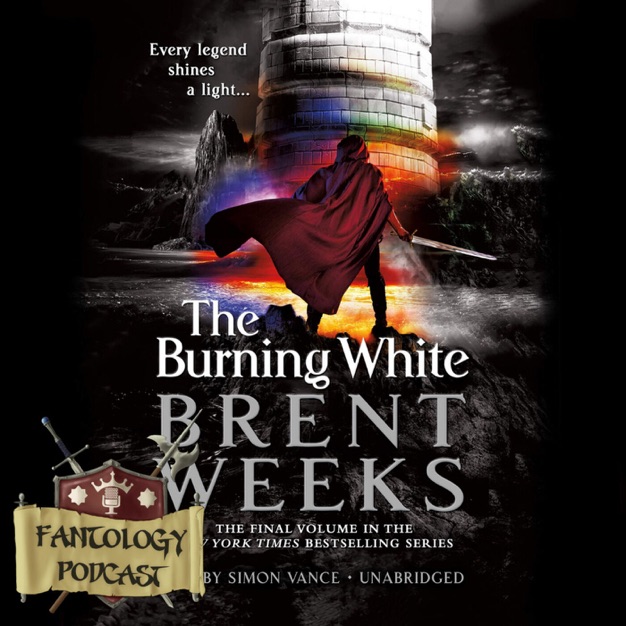 Every legend
shines
a light...
The
Burning White
BRENT
WEEKS
THE FINAL VOLUME IN THE
YORK TIMES BESTSELLING SERIES
BY SIMON VANCE • UNABRIDGED
FANTOLOGY
PODCAST